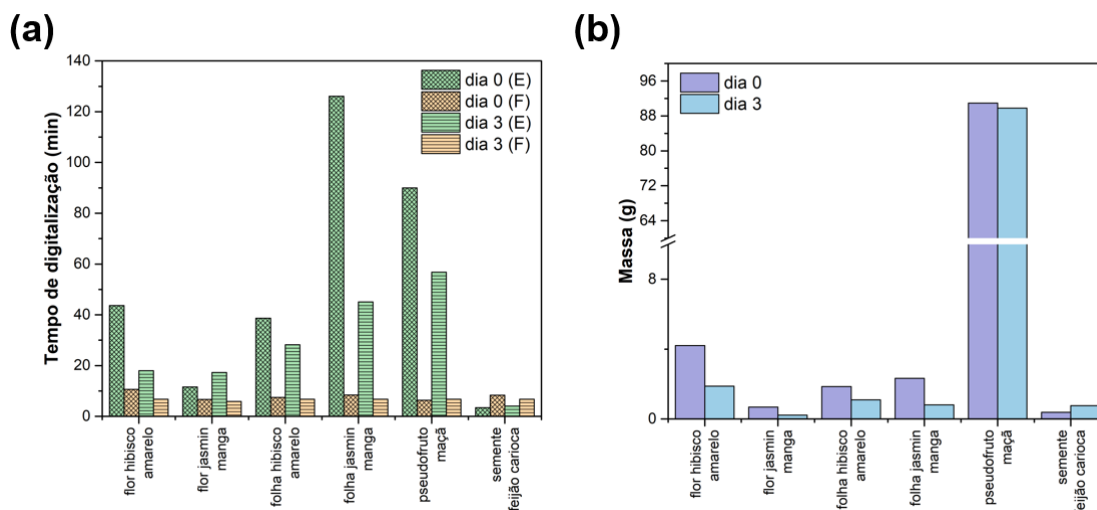 (a)
Tempo de digitalização (min)
140
120
100
80
60
40
20
0
dia 0 (E)
dia 0 (F)
dia 3 (E)
dia 3 (F)
flor hibisco
amarelo
flor jasmin
manga
folha hibisco
amarelo
folha jasmim
manga
pseudofruto
maçã
semente
feijão carioca
(b)
Massa (g)
96
88
80
72
64
8
0
dia 0
dia 3
flor hibisco
amarelo
flor jasmin
manga
folha hibisco
amarelo
folha jasmin
manga
pseudofruto
maçã
semente
feijão carioca